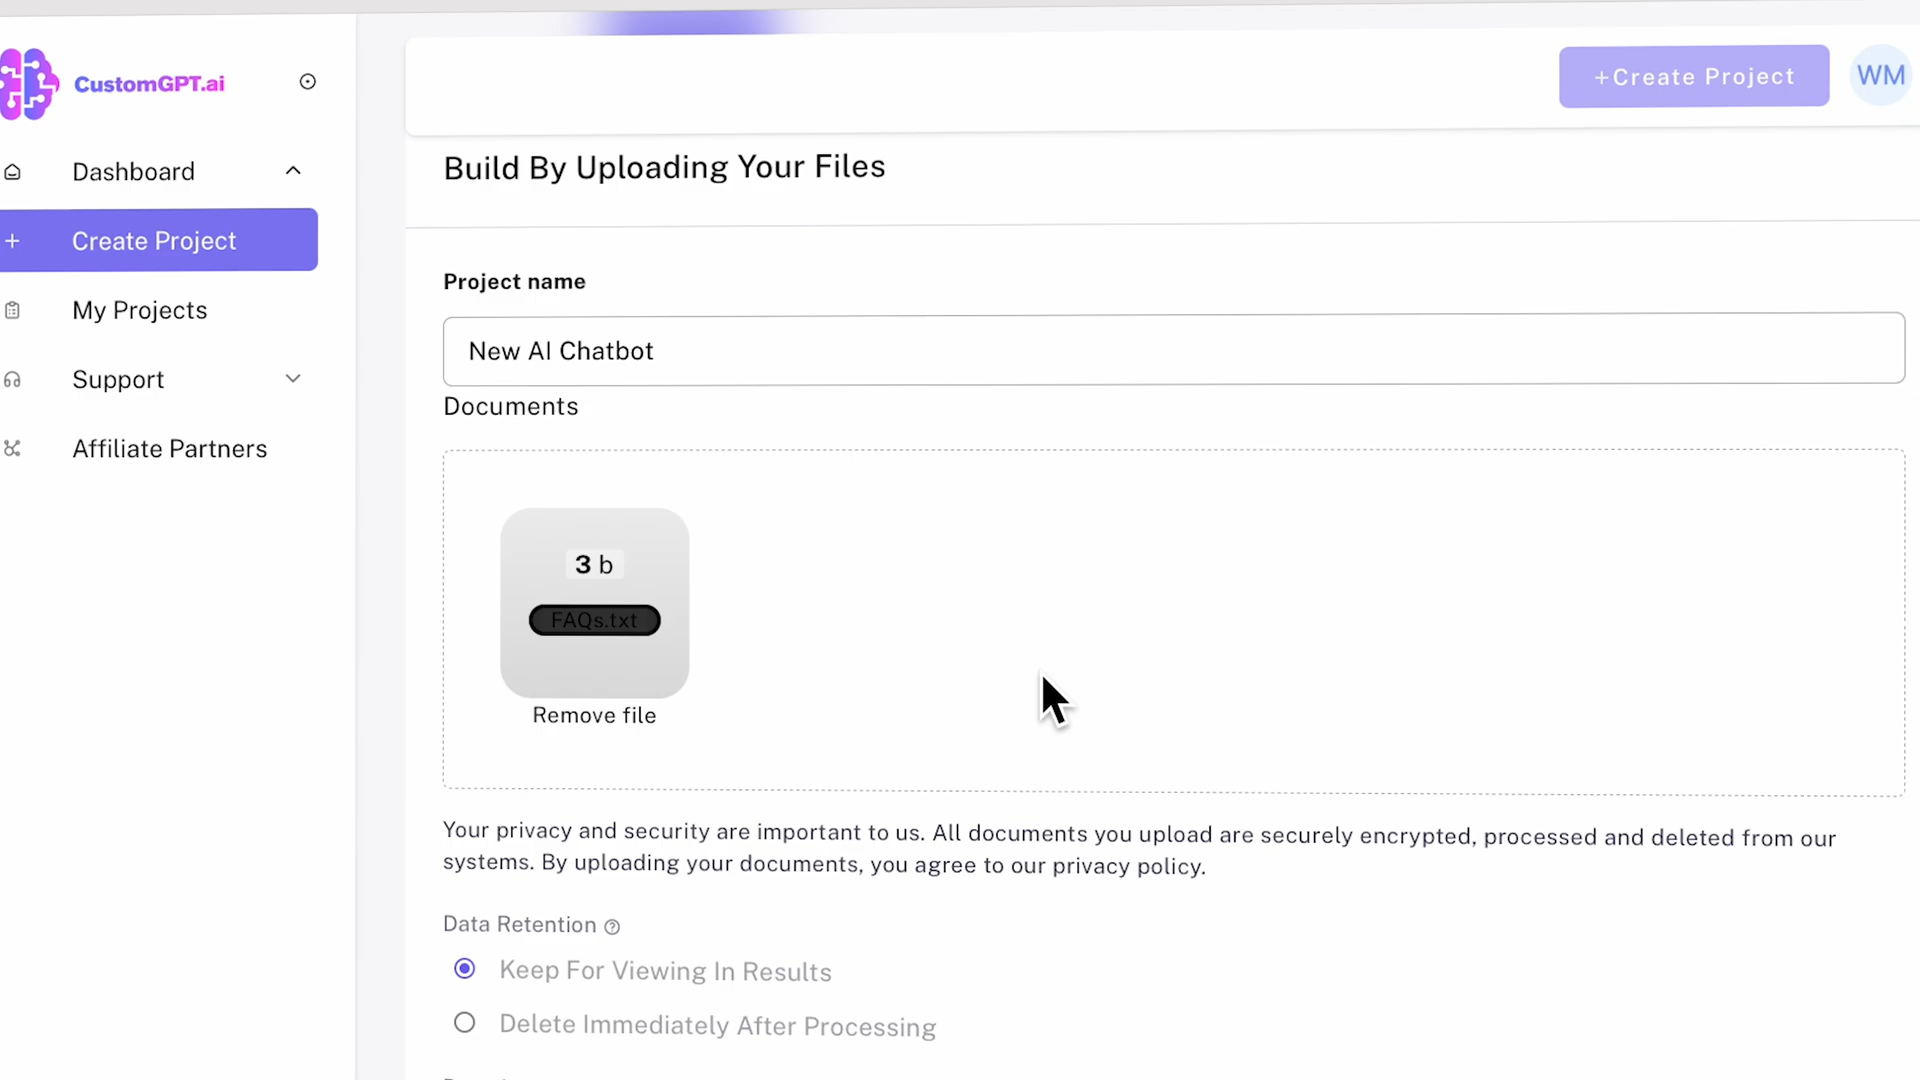 CustomGPT.ai
+Create Project
WM
Dashboard
+ Create Project
My Projects
Support
Affiliate Partners
Build By Uploading Your Files
Project name
New AI Chatbot
Documents
3 b
FAQs.txt
Remove file
Your privacy and security are important to us. All documents you upload are securely encrypted, processed and deleted from our
systems. By uploading your documents, you agree to our privacy policy.
Data Retention
Keep For Viewing In Results
Delete Immediately After Processing